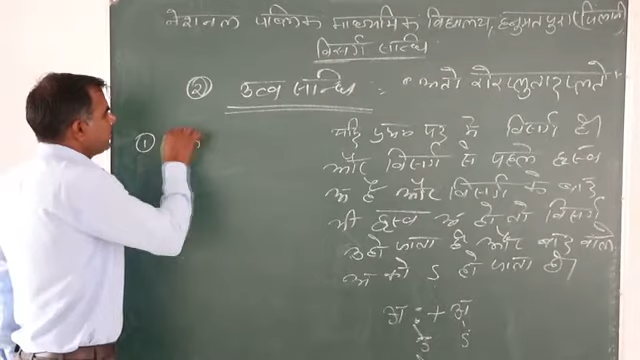 नेशनल पब्लिक माध्यमिक विद्यालय, हनुमतपुरा (पिलानी
विसर्ग सन्धि
② उत्व सन्धि = "अतो रोरप्लुतादप्लुते"
यदि प्रथम पद में विसर्ग है।
और विसर्ग से पहले ह्रस्व
अ है और विसर्ग के बाद
भी ह्रस्व अ हो तो विसर्ग
उ हो जाता है और बाद वाले
अ को ऽ हो जाता है।
①
अ : + अ
उ ऽ